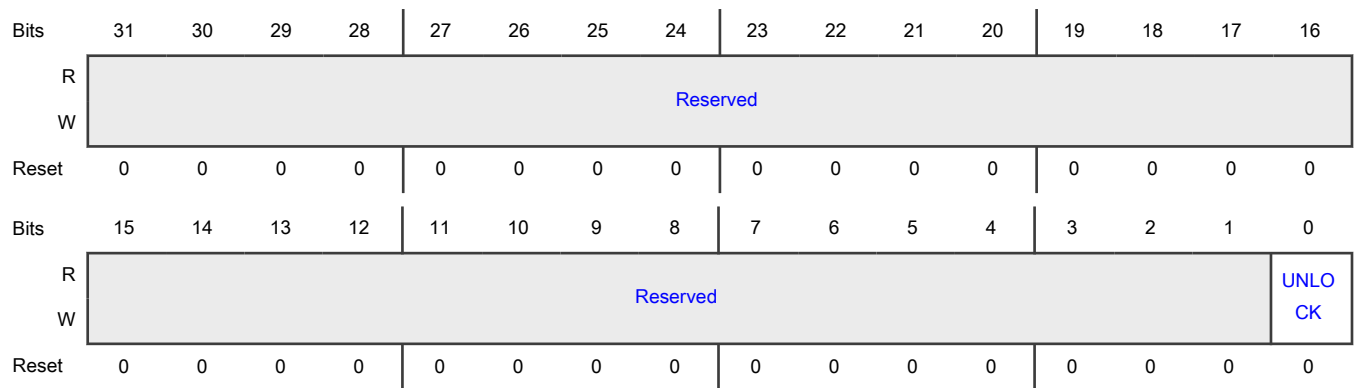 Bits 31 30 29 28 27 26 25 24 23 22 21 20 19 18 17 16
R
Reserved
W
Reset 0 0 0 0 0 0 0 0 0 0 0 0 0 0 0 0
Bits 15 14 13 12 11 10 9 8 7 6 5 4 3 2 1 0
R
Reserved
UNLO
CK
W
Reset 0 0 0 0 0 0 0 0 0 0 0 0 0 0 0 0